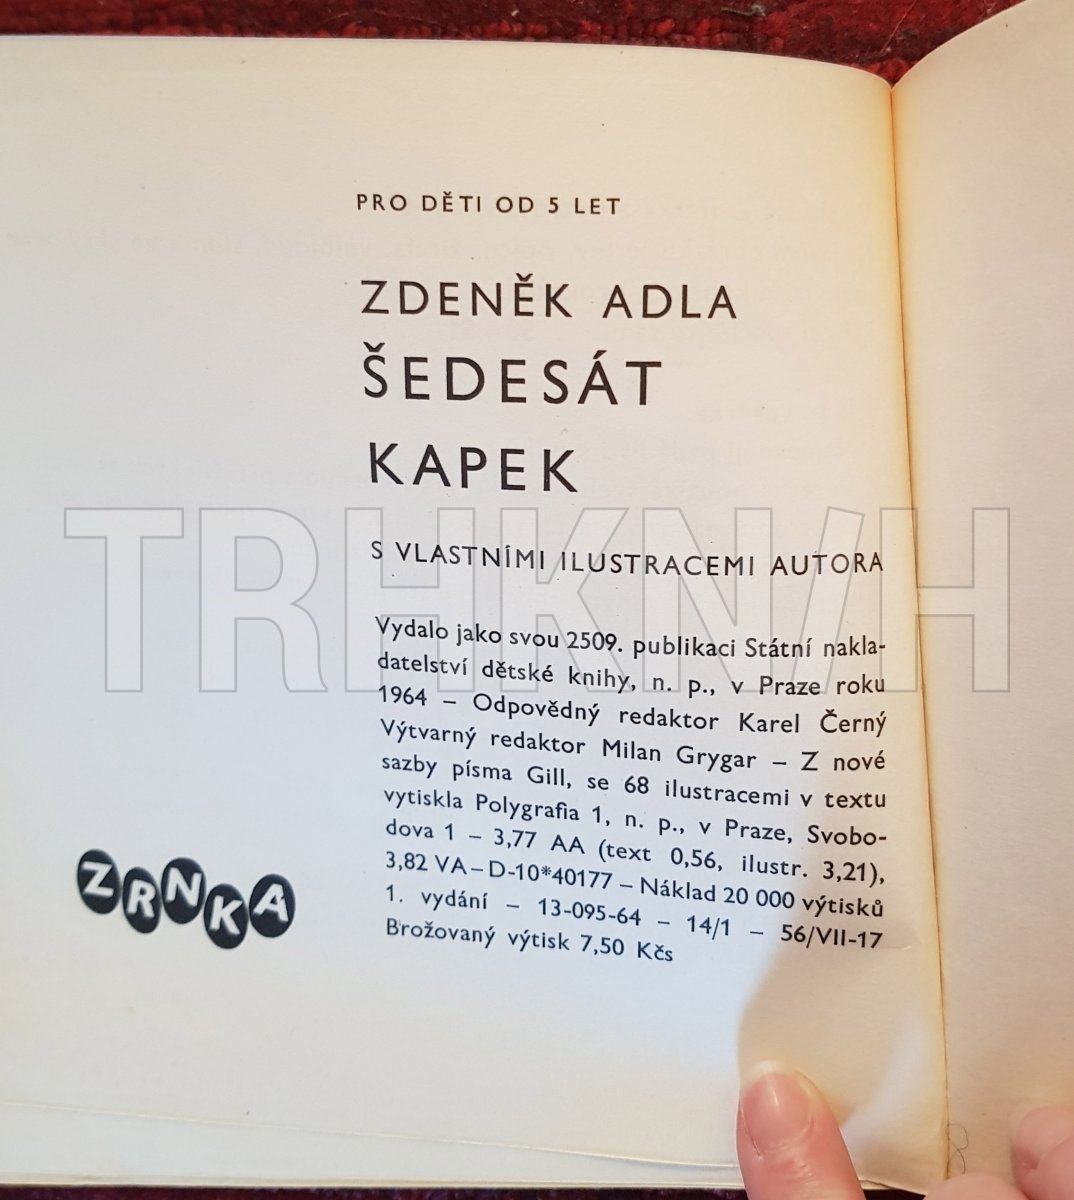 PRO DĚTI OD 5 LET
ZDENĚK ADLA
ŠEDESÁT
KAPEK
S VLASTNÍMI ILUSTRACEMI AUTORA
Vydalo jako svou 2509. publikaci Státní nakla-
datelství dětské knihy, n. p., v Praze roku
1964 – Odpovědný redaktor Karel Černý
Výtvarný redaktor Milan Grygar – Z nové
sazby písma Gill, se 68 ilustracemi v textu
vytiskla Polygrafia 1, n. p., v Praze, Svobo-
dova 1 – 3,77 AA (text 0,56, ilustr. 3,21),
3,82 VA – D-10*40177 – Náklad 20 000 výtisků
1. vydání – 13-095-64 – 14/1 – 56/VII-17
Brožovaný výtisk 7,50 Kčs
ZRNKA
TRHKN/H